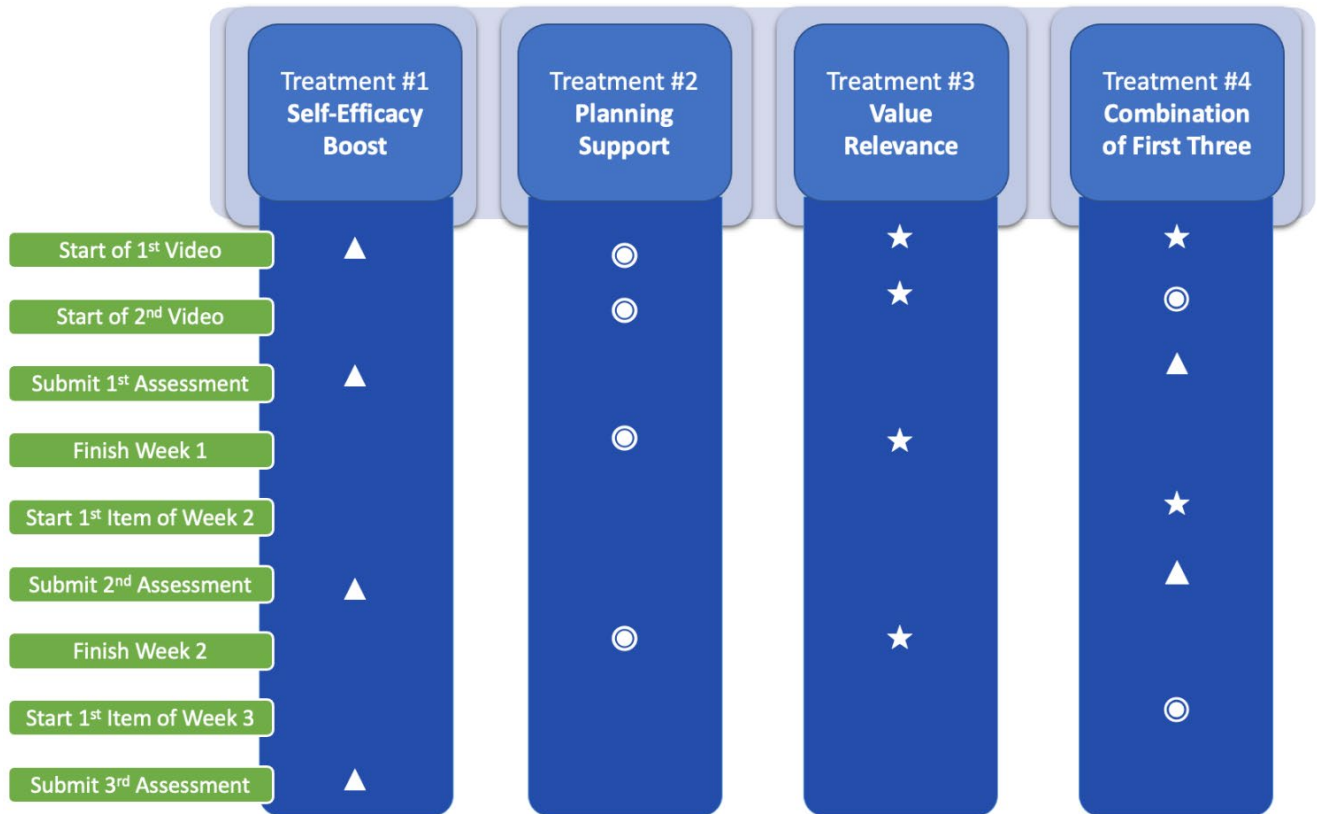 Treatment #1
Self-Efficacy
Boost
Treatment #2
Planning
Support
Treatment #3
Value
Relevance
Treatment #4
Combination
of First Three
Start of 1st Video
Start of 2nd Video
Submit 1st Assessment
Finish Week 1
Start 1st Item of Week 2
Submit 2nd Assessment
Finish Week 2
Start 1st Item of Week 3
Submit 3rd Assessment